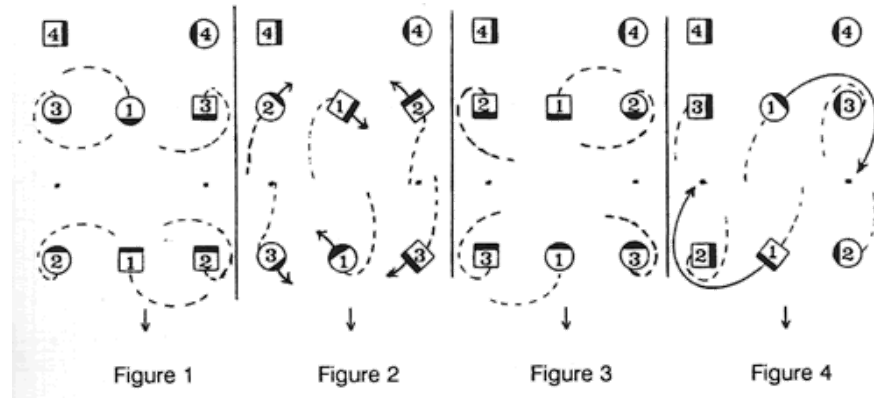 4 4 4 4 4 4 4 4
3 1 3 2 1 2 2 1 2 3 1 3
2 1 2 3 1 3 3 1 3 2 1 2
Figure 1 Figure 2 Figure 3 Figure 4